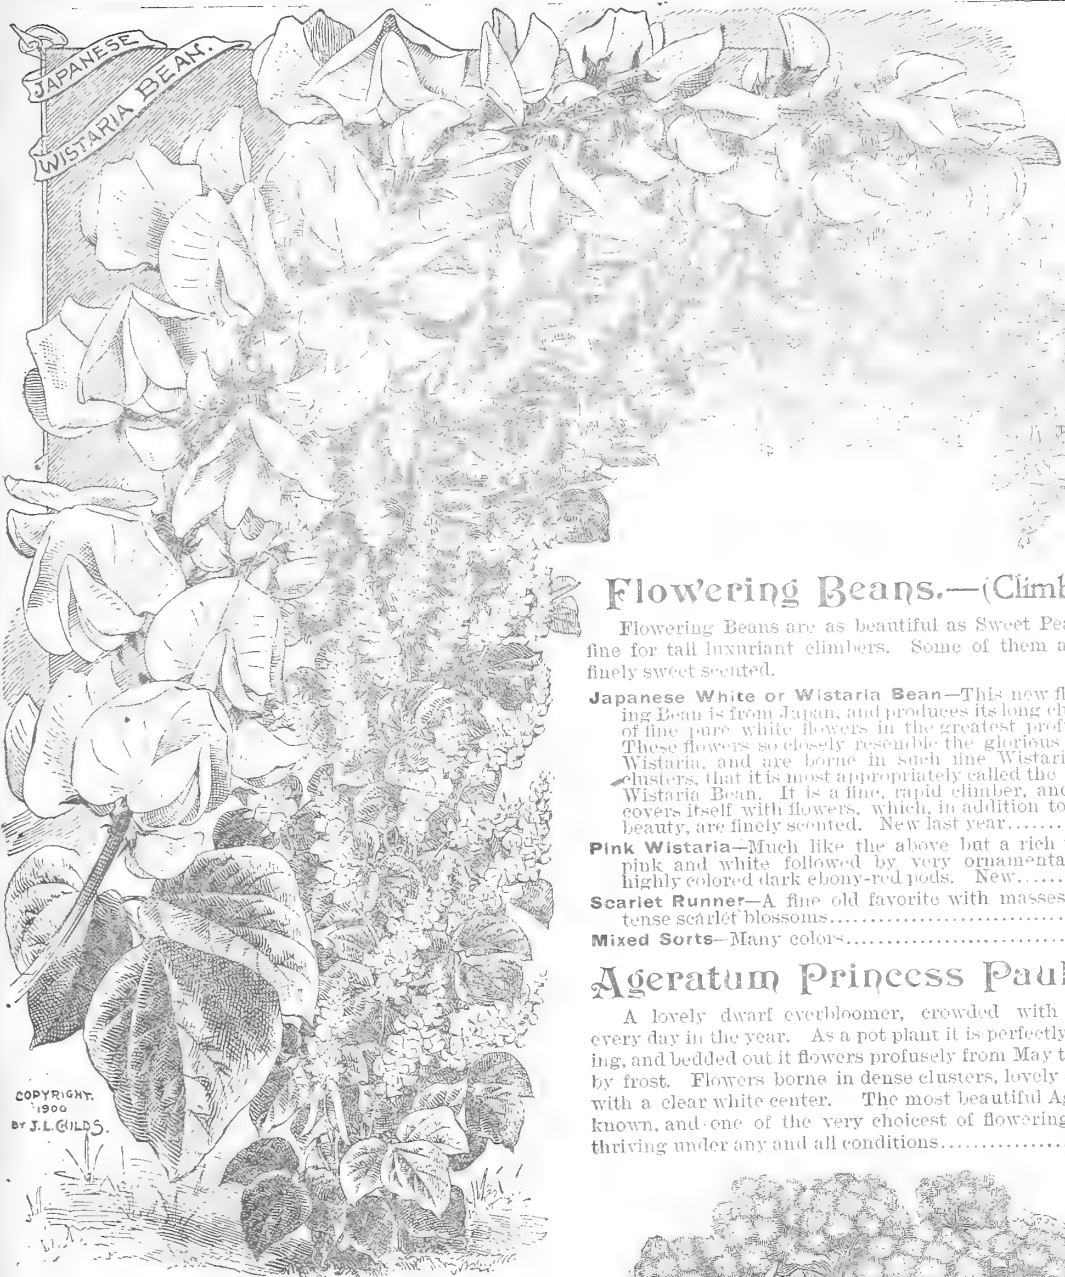 JAPANESE
WISTARIA BEAN.
Flowering Beans.—(Climb
Flowering Beans are as beautiful as Sweet Pea
fine for tall luxuriant climbers. Some of them a
finely sweet scented.
Japanese White or Wistaria Bean—This new fl
ing Bean is from Japan, and produces its long cl
of fine pure white flowers in the greatest prof
These flowers so closely resemble the glorious
Wistaria, and are borne in such fine Wistari
clusters, that it is most appropriately called the
Wistaria Bean. It is a fine, rapid climber, and
covers itself with flowers, which, in addition to
beauty, are finely scented. New last year.......
Pink Wistaria—Much like the above but a rich
pink and white followed by very ornamenta
highly colored dark ebony-red pods. New......
Scarlet Runner—A fine old favorite with masses
tense scarlet blossoms.............................
Mixed Sorts—Many colors...........................
Ageratum Princess Paul
A lovely dwarf everbloomer, crowded with
every day in the year. As a pot plant it is perfectly
ing, and bedded out it flowers profusely from May t
by frost. Flowers borne in dense clusters, lovely
with a clear white center. The most beautiful Ag
known, and one of the very choicest of flowering
thriving under any and all conditions...............
COPYRIGHT.
1900
BY J.L. CHILDS.